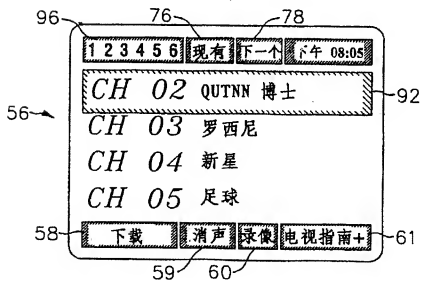 96 76 78
1 2 3 4 5 6 现有 下一个 下午 08:05
CH 02 QUTNN 博士 92
56
CH 03 罗西尼
CH 04 新星
CH 05 足球
58 下载 消声 录像 电视指南+ 61
59 60